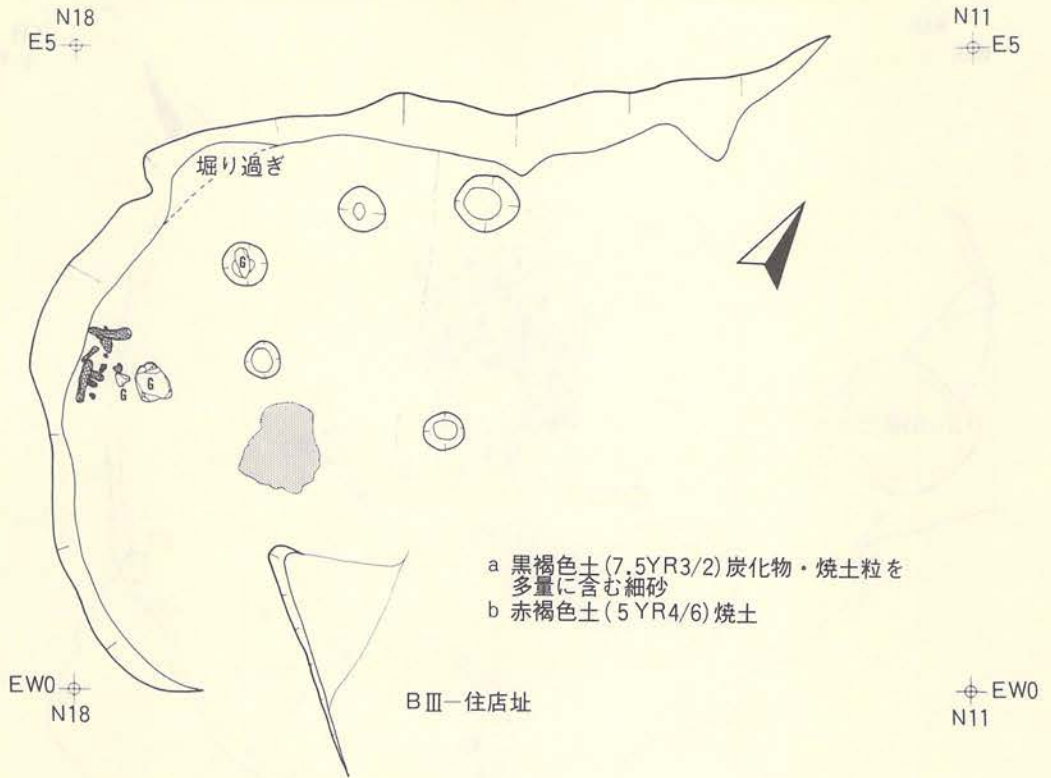 N18
E5
N11
E5
堀り過ぎ
G
G
G
a 黒褐色土(7.5YR3/2)炭化物・焼土粒を
多量に含む細砂
b 赤褐色土(5YR4/6)焼土
EW0
N18
BⅢ−住店址
EW0
N11